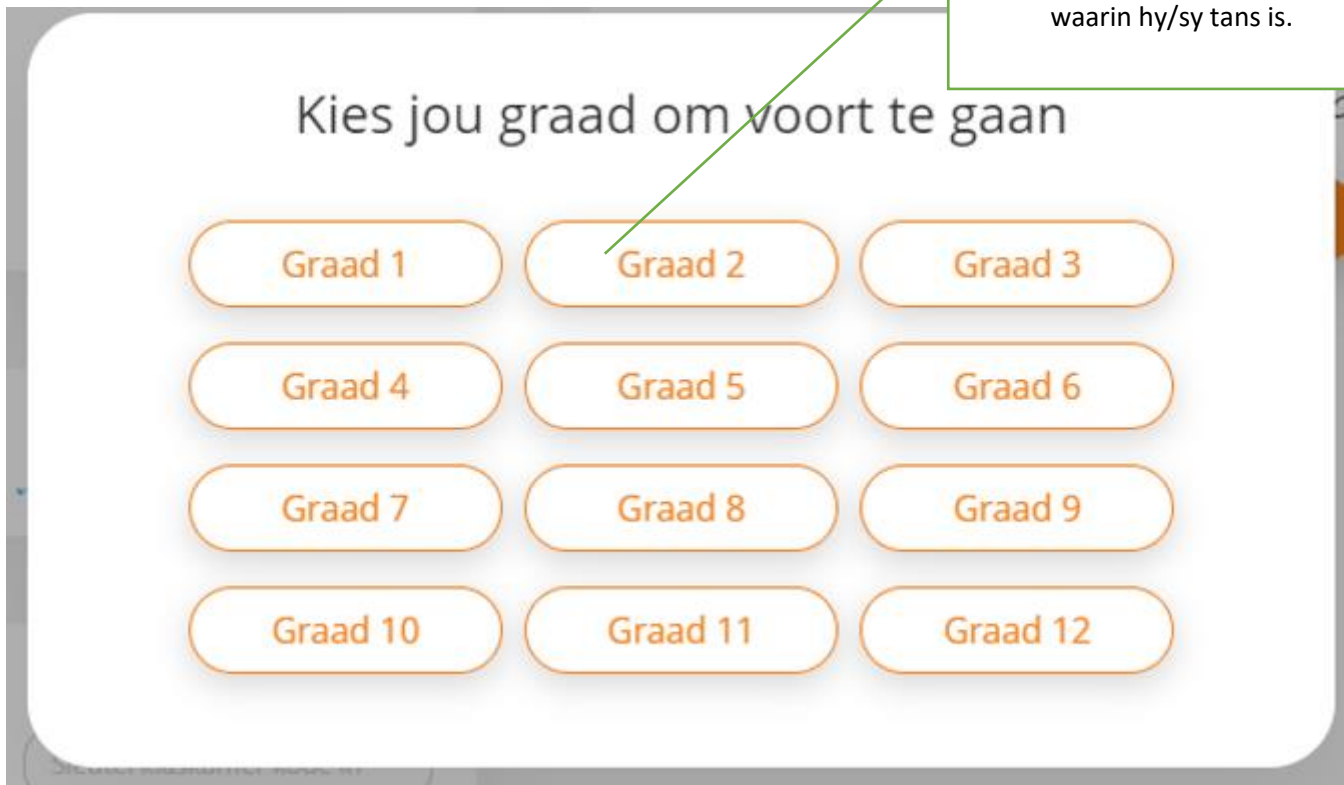 waarin hy/sy tans is.
Kies jou graad om voort te gaan
Graad 1 Graad 2 Graad 3
Graad 4 Graad 5 Graad 6
Graad 7 Graad 8 Graad 9
Graad 10 Graad 11 Graad 12